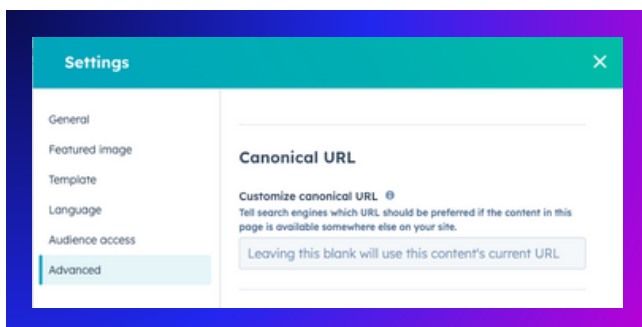 Settings
General
Featured image
Template
Language
Audience access
Advanced
Canonical URL
Customize canonical URL
Tell search engines which URL should be preferred if the content in this
page is available somewhere else on your site.
Leaving this blank will use this content's current URL